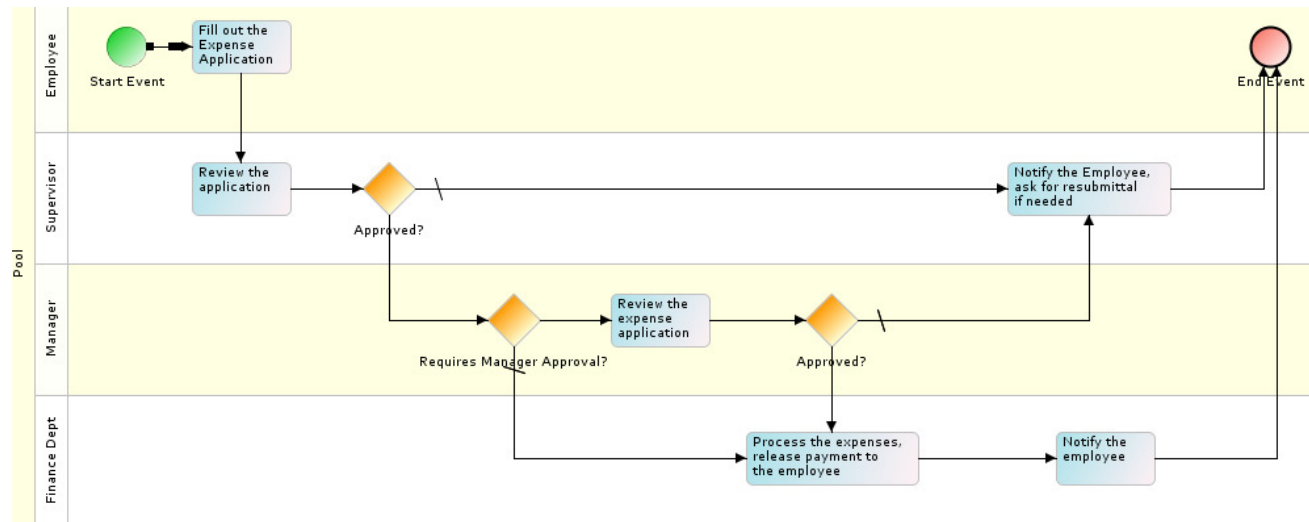 Pool
Employee
Start Event
Fill out the
Expense
Application
End Event
Supervisor
Review the
application
Approved?
Notify the Employee,
ask for resubmittal
if needed
Manager
Requires Manager Approval?
Review the
expense
application
Approved?
Finance Dept
Process the expenses,
release payment to
the employee
Notify the
employee